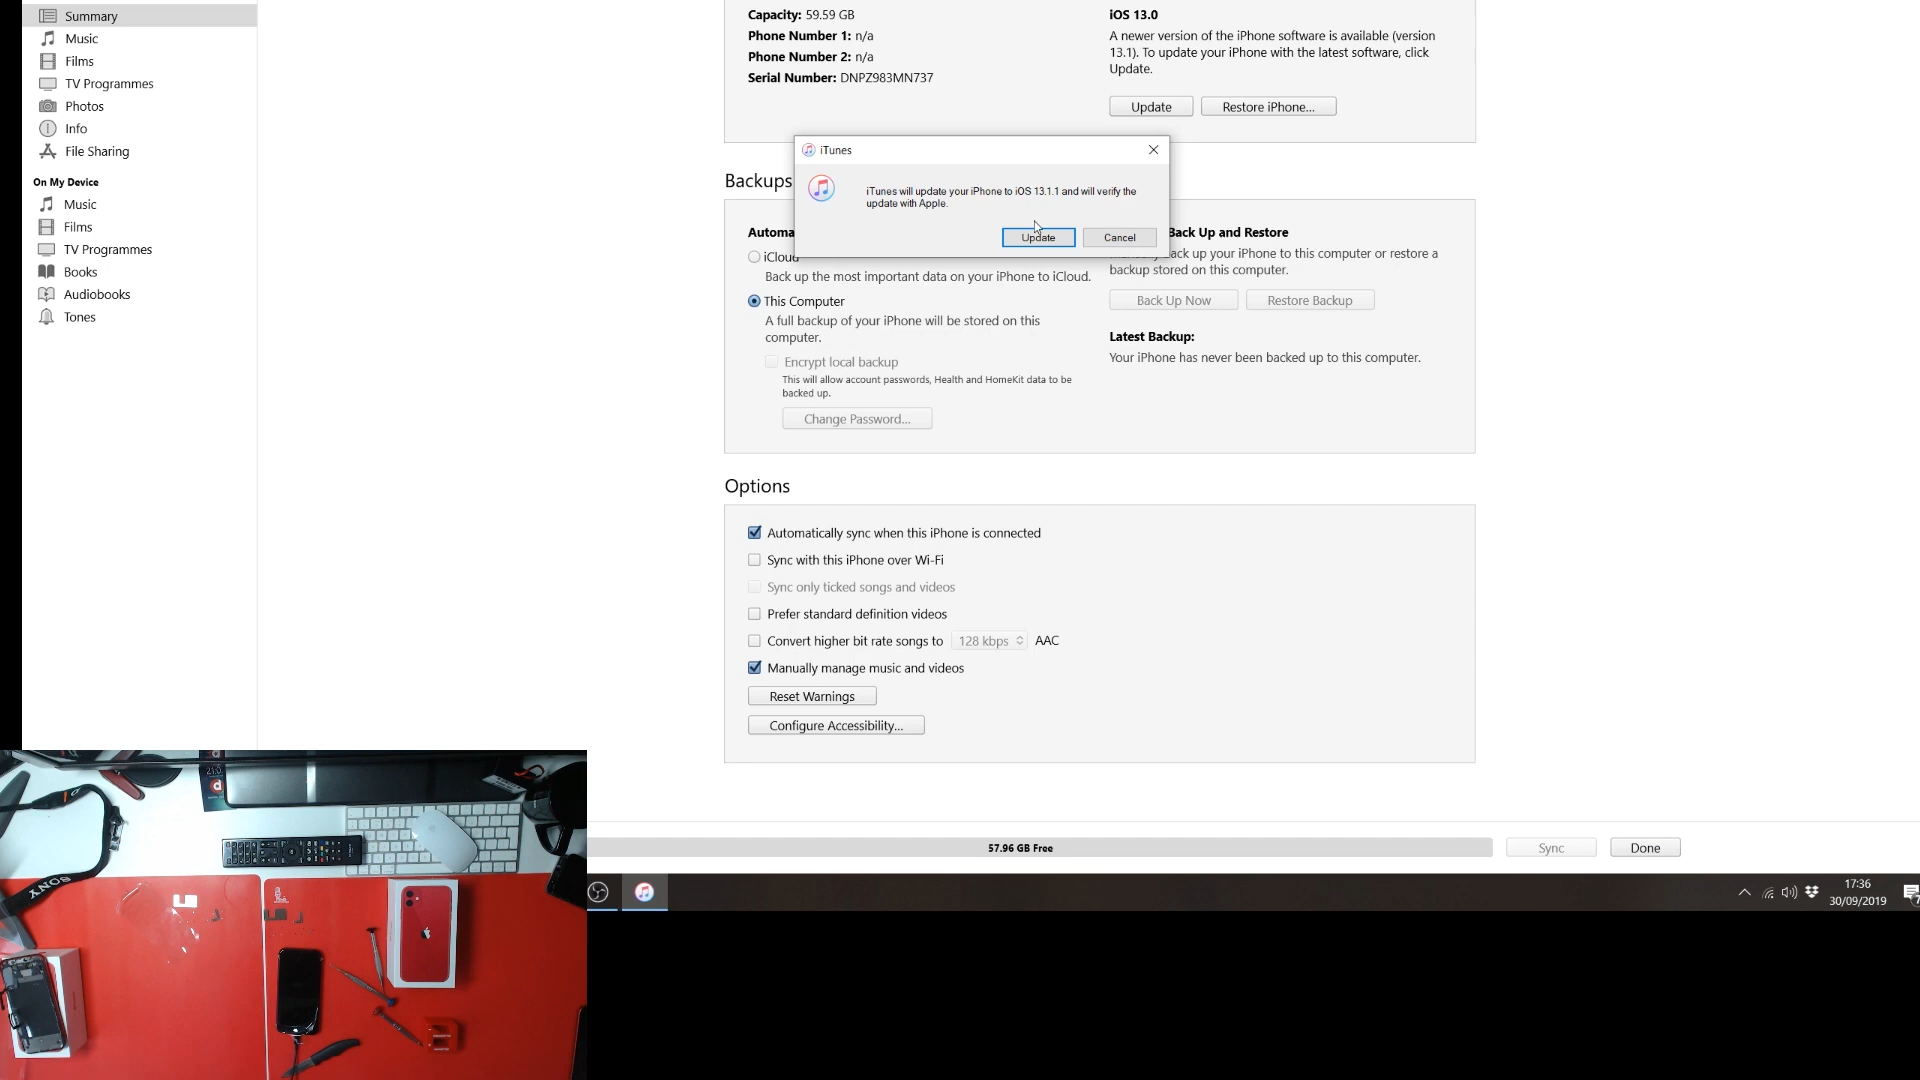 Summary
Music
Films
TV Programmes
Photos
Info
File Sharing
On My Device
Music
Films
TV Programmes
Books
Audiobooks
Tones
Capacity: 59.59 GB
Phone Number 1: n/a
Phone Number 2: n/a
Serial Number: DNPZ983MN737
iOS 13.0
A newer version of the iPhone software is available (version
13.1). To update your iPhone with the latest software, click
Update.
Update
Restore iPhone...
iTunes
iTunes will update your iPhone to iOS 13.1.1 and will verify the
update with Apple.
Update
Cancel
Backups
Automa
iCloud
Back up the most important data on your iPhone to iCloud.
This Computer
A full backup of your iPhone will be stored on this
computer.
Encrypt local backup
This will allow account passwords, Health and HomeKit data to be
backed up.
Change Password...
Back Up and Restore
back up your iPhone to this computer or restore a
backup stored on this computer.
Back Up Now
Restore Backup
Latest Backup:
Your iPhone has never been backed up to this computer.
Options
Automatically sync when this iPhone is connected
Sync with this iPhone over Wi-Fi
Sync only ticked songs and videos
Prefer standard definition videos
Convert higher bit rate songs to 128 kbps AAC
Manually manage music and videos
Reset Warnings
Configure Accessibility...
57.96 GB Free
Sync
Done
17:36
30/09/2019
SONY